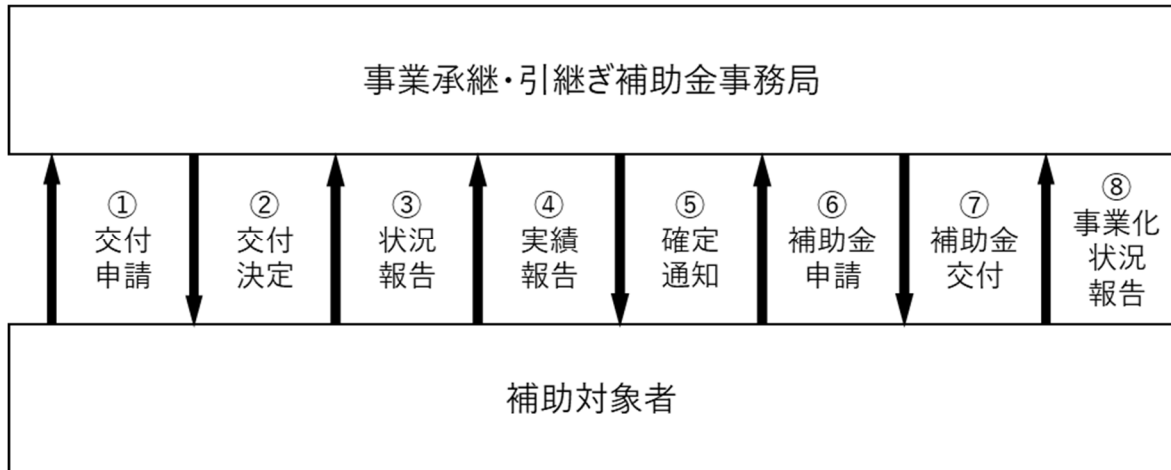 事業承継・引継ぎ補助金事務局
①
交付
申請
②
交付
決定
③
状況
報告
④
実績
報告
⑤
確定
通知
⑥
補助金
申請
⑦
補助金
交付
⑧
事業化
状況
報告
補助対象者